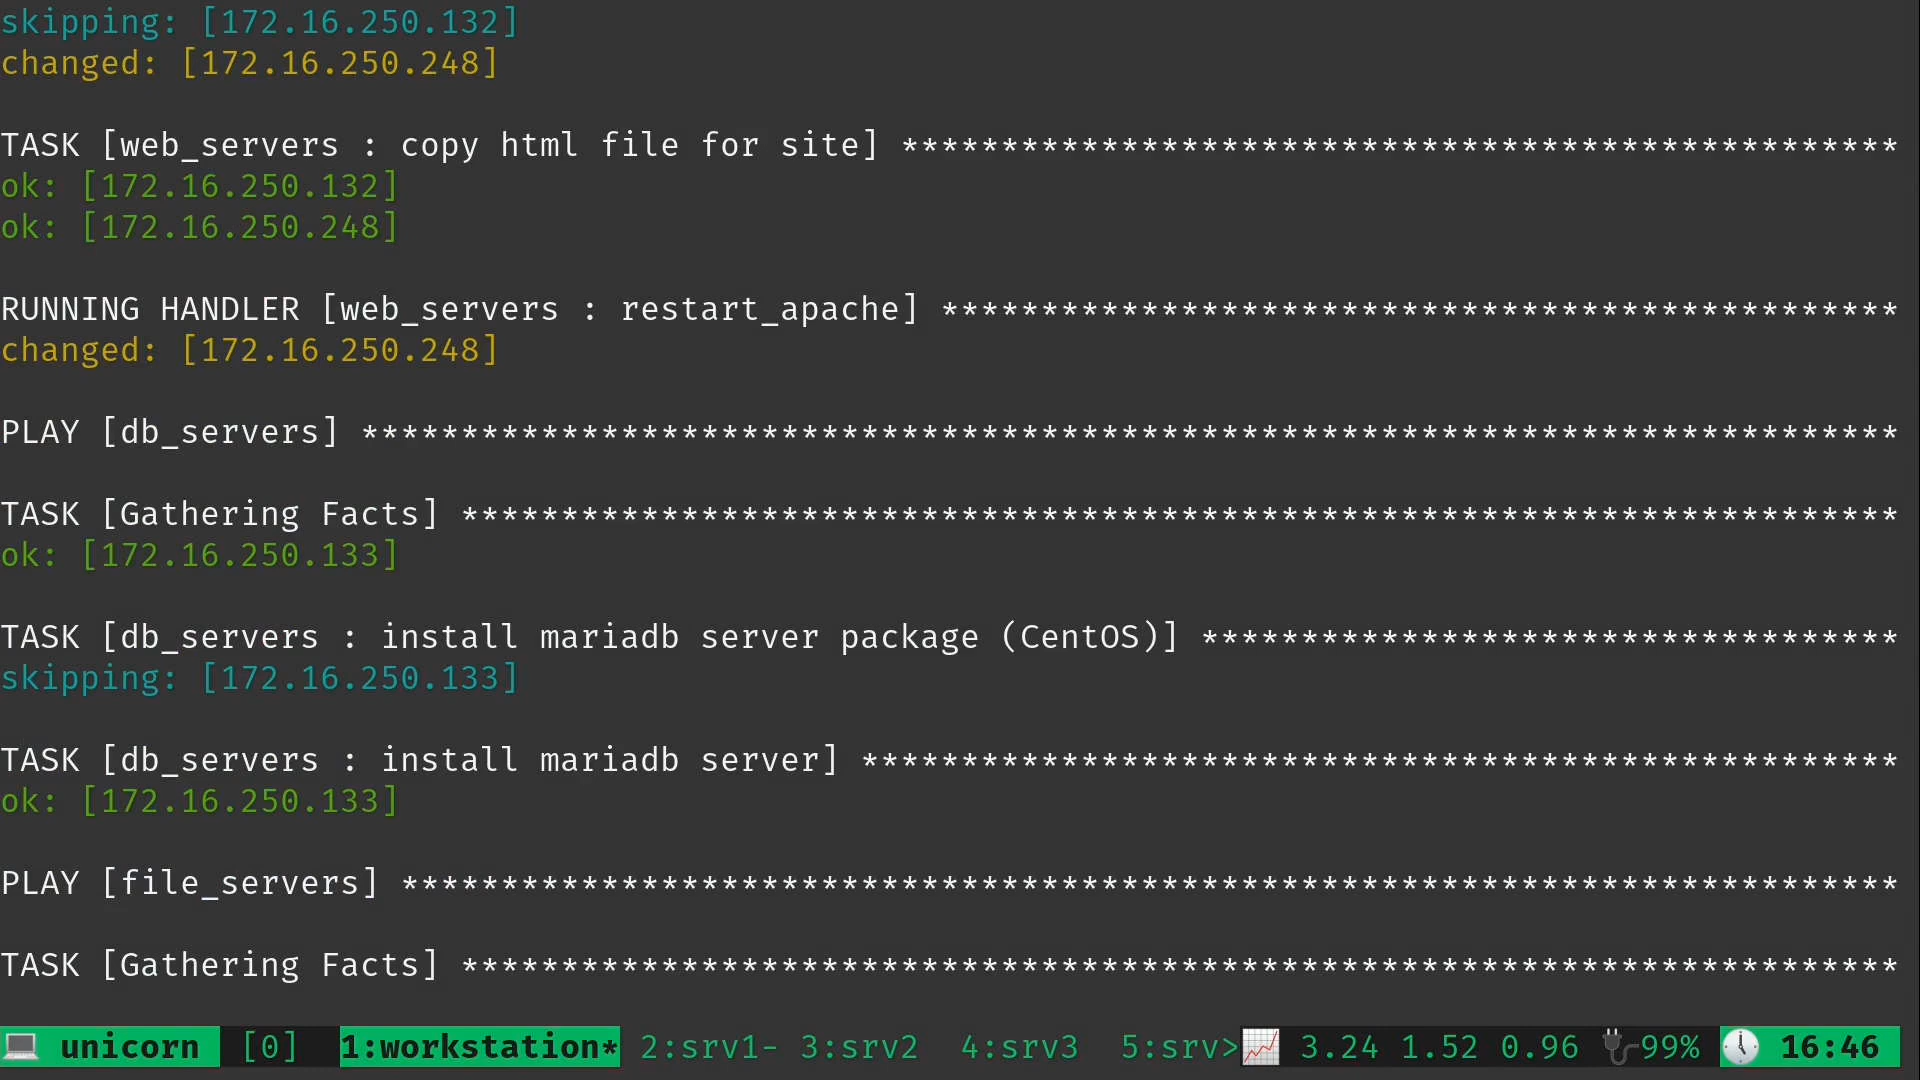 skipping: [172.16.250.132]
changed: [172.16.250.248]
TASK [web_servers : copy html file for site] **************************************************
ok: [172.16.250.132]
ok: [172.16.250.248]
RUNNING HANDLER [web_servers : restart_apache] ************************************************
changed: [172.16.250.248]
PLAY [db_servers] *****************************************************************************
TASK [Gathering Facts] ************************************************************************
ok: [172.16.250.133]
TASK [db_servers : install mariadb server package (CentOS)] ***********************************
skipping: [172.16.250.133]
TASK [db_servers : install mariadb server] ****************************************************
ok: [172.16.250.133]
PLAY [file_servers] ***************************************************************************
TASK [Gathering Facts] ************************************************************************
unicorn [0] 1:workstation* 2:srv1- 3:srv2 4:srv3 5:srv> 3.24 1.52 0.96 99% 16:46